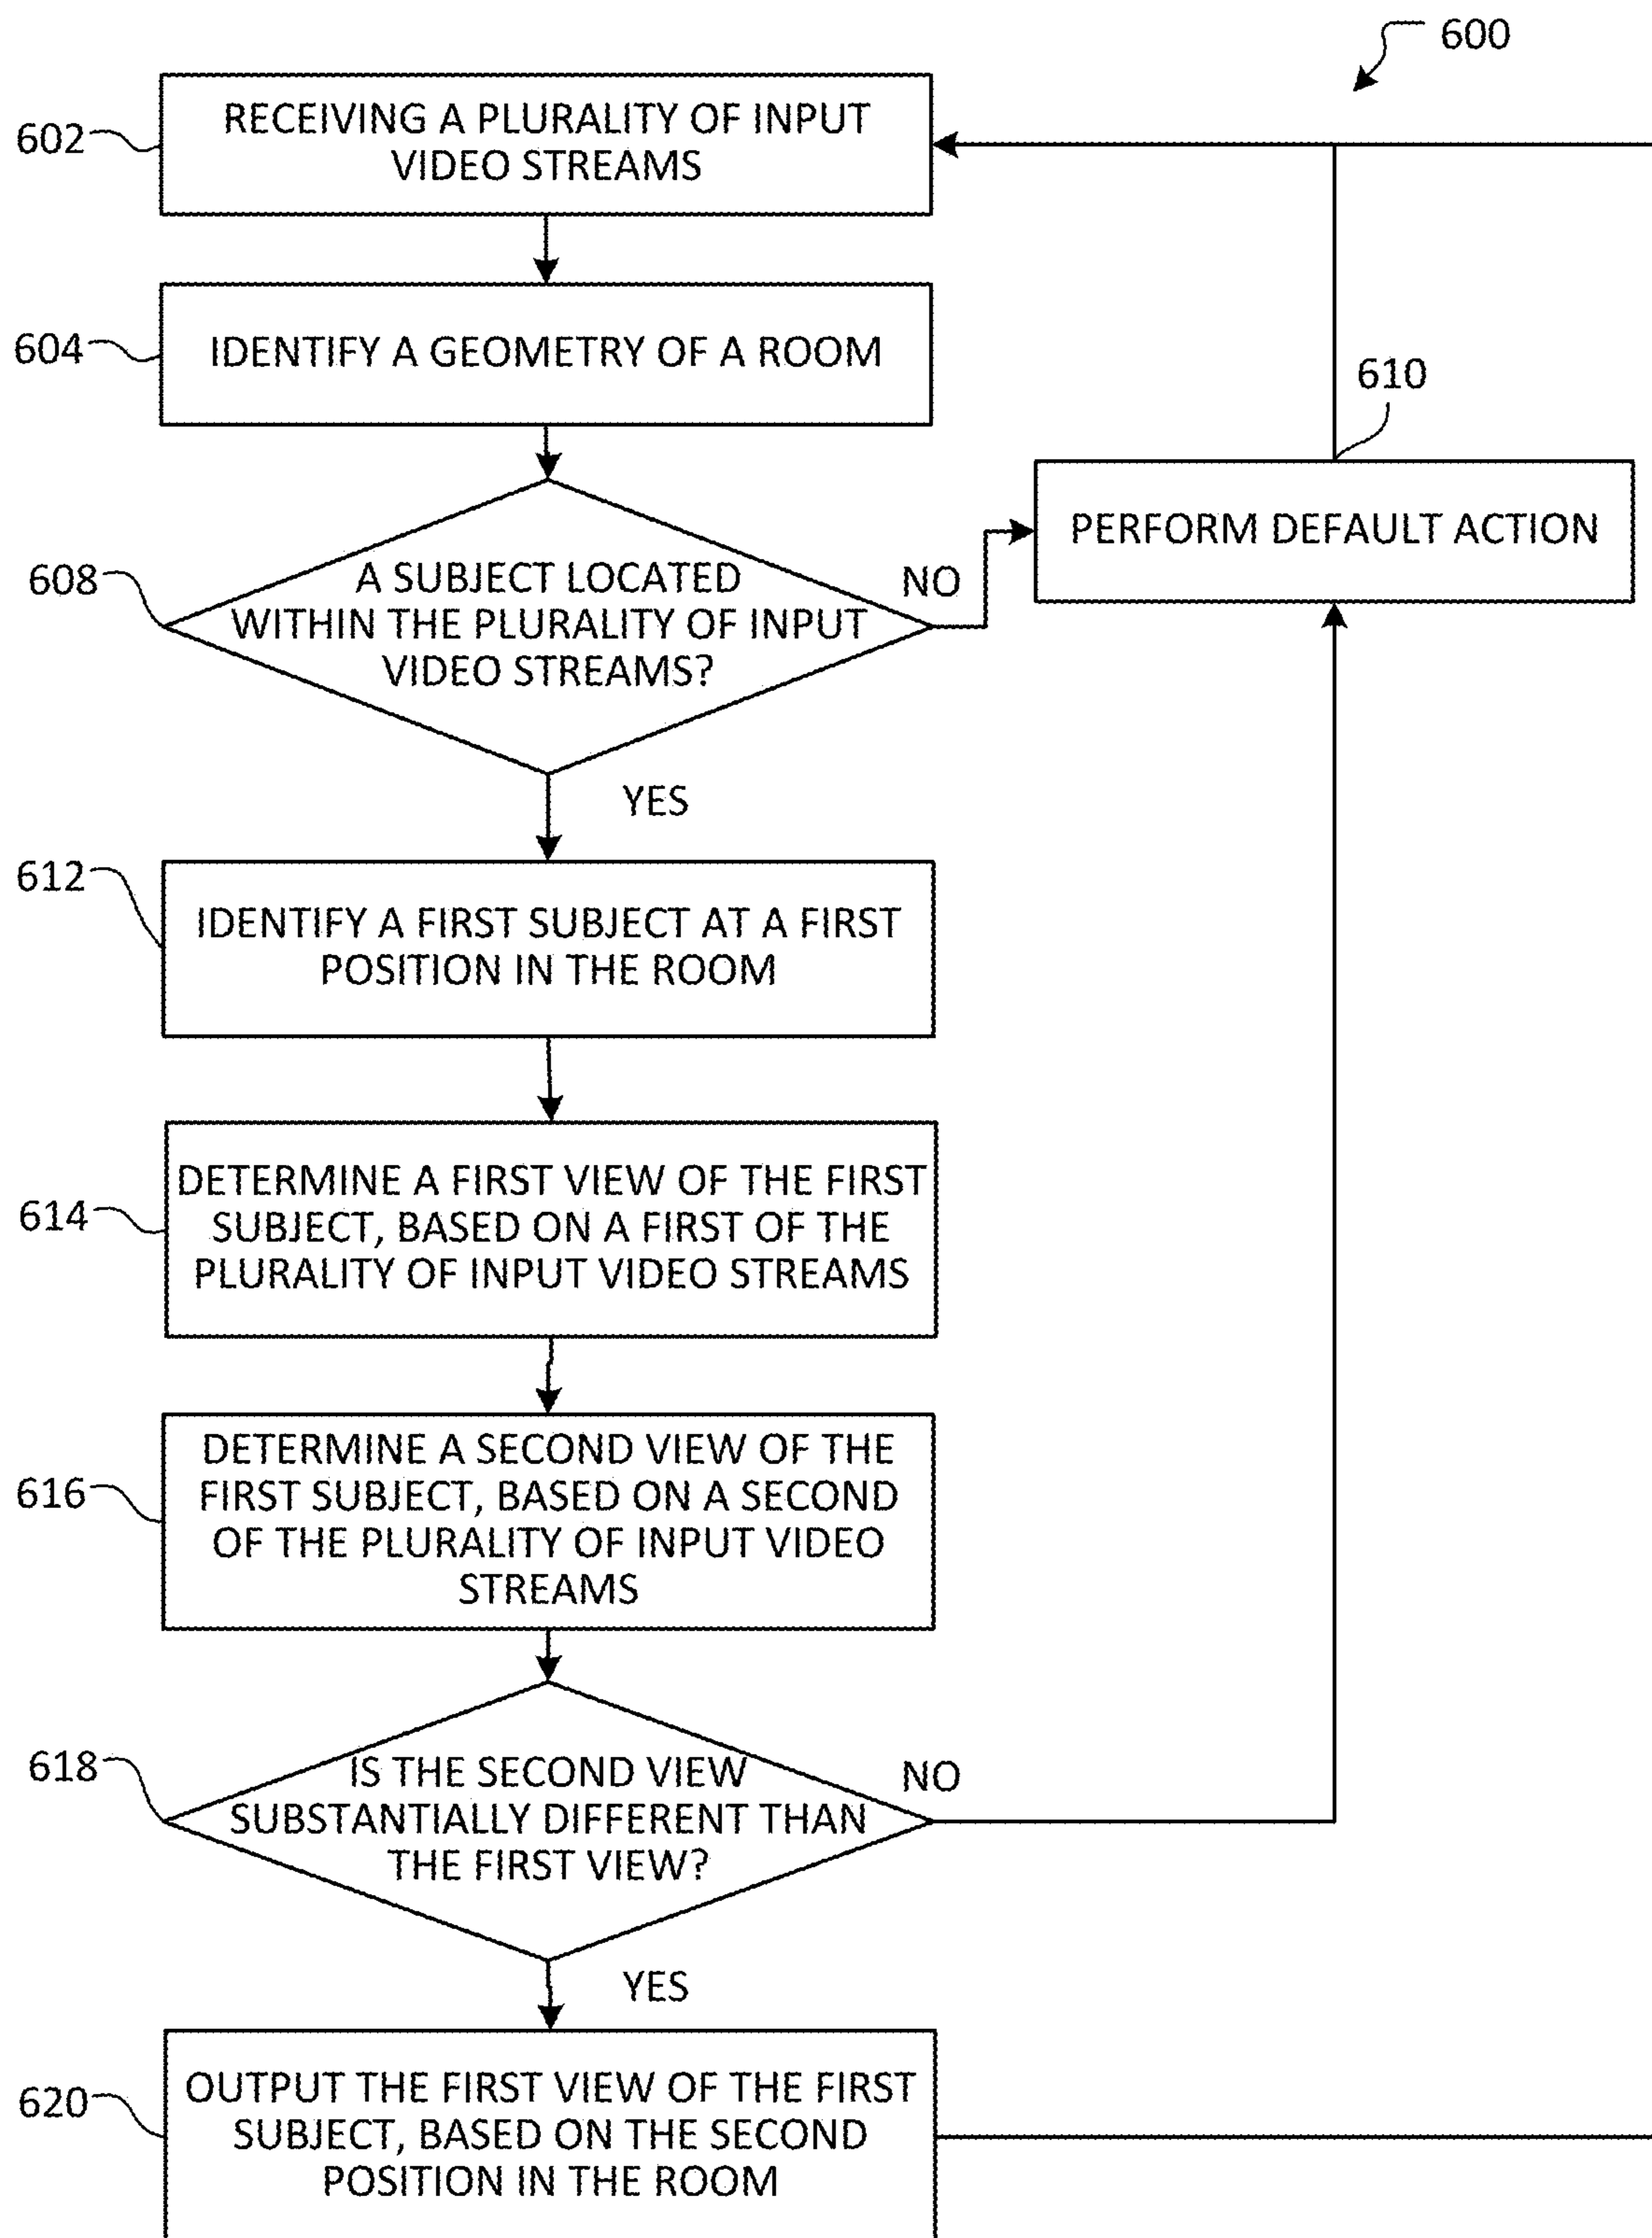 600
602
RECEIVING A PLURALITY OF INPUT
VIDEO STREAMS
604
IDENTIFY A GEOMETRY OF A ROOM
610
PERFORM DEFAULT ACTION
608
A SUBJECT LOCATED
WITHIN THE PLURALITY OF INPUT
VIDEO STREAMS?
NO
YES
612
IDENTIFY A FIRST SUBJECT AT A FIRST
POSITION IN THE ROOM
614
DETERMINE A FIRST VIEW OF THE FIRST
SUBJECT, BASED ON A FIRST OF THE
PLURALITY OF INPUT VIDEO STREAMS
616
DETERMINE A SECOND VIEW OF THE
FIRST SUBJECT, BASED ON A SECOND
OF THE PLURALITY OF INPUT VIDEO
STREAMS
618
IS THE SECOND VIEW
SUBSTANTIALLY DIFFERENT THAN
THE FIRST VIEW?
NO
YES
620
OUTPUT THE FIRST VIEW OF THE FIRST
SUBJECT, BASED ON THE SECOND
POSITION IN THE ROOM